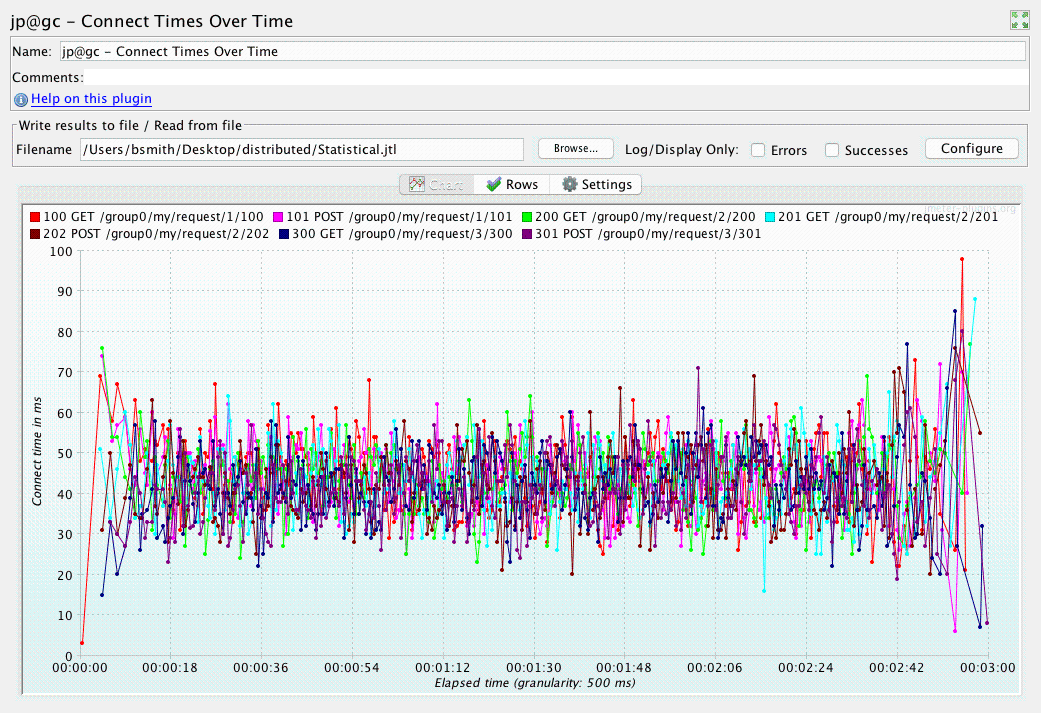 jp@gc - Connect Times Over Time
Name: jp@gc - Connect Times Over Time
Comments:
Help on this plugin
Write results to file / Read from file
Filename /Users/bsmith/Desktop/distributed/Statistical.jtl Browse... Log/Display Only: Errors Successes Configure
Chart Rows Settings
jmeter-plugins.org
100 GET /group0/my/request/1/100 101 POST /group0/my/request/1/101 200 GET /group0/my/request/2/200 201 GET /group0/my/request/2/201
202 POST /group0/my/request/2/202 300 GET /group0/my/request/3/300 301 POST /group0/my/request/3/301
100
90
80
70
60
50
40
30
20
10
0
Connect time in ms
00:00:00 00:00:18 00:00:36 00:00:54 00:01:12 00:01:30 00:01:48 00:02:06 00:02:24 00:02:42 00:03:00
Elapsed time (granularity: 500 ms)